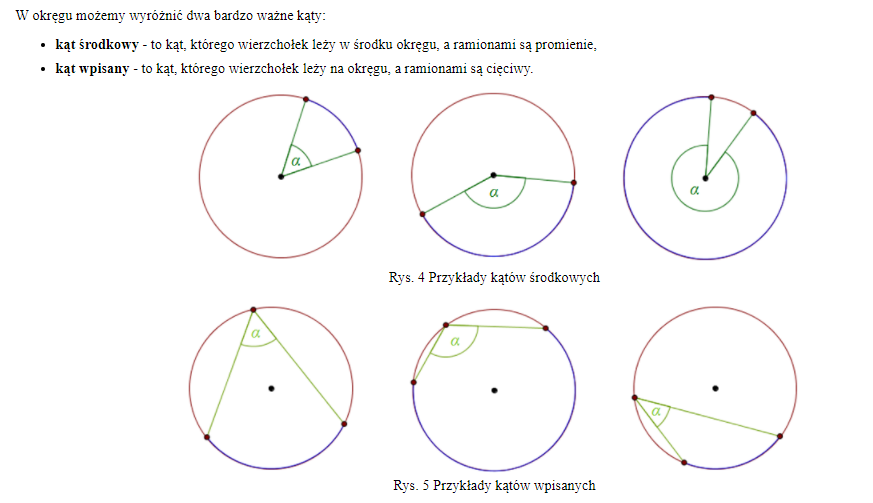 W okręgu możemy wyróżnić dwa bardzo ważne kąty:
• kąt środkowy - to kąt, którego wierzchołek leży w środku okręgu, a ramionami są promienie,
• kąt wpisany - to kąt, którego wierzchołek leży na okręgu, a ramionami są cięciwy.
α
α
α
Rys. 4 Przykłady kątów środkowych
α
α
α
Rys. 5 Przykłady kątów wpisanych